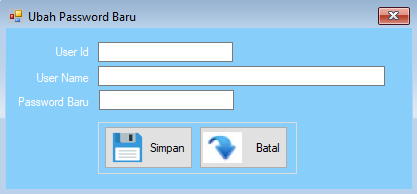 Ubah Password Baru
User Id
User Name
Password Baru
Simpan Batal